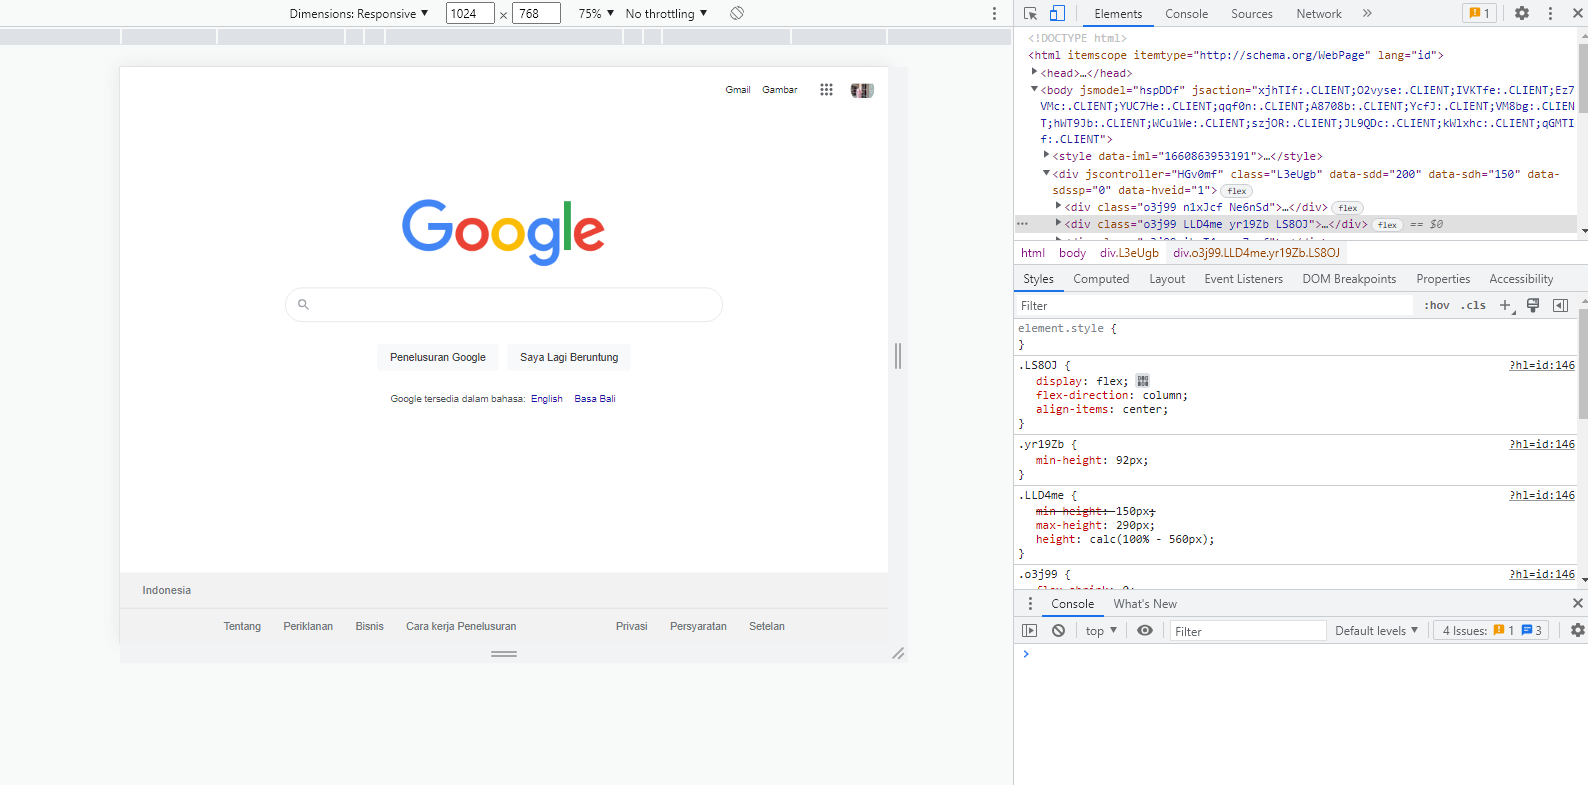 Dimensions: Responsive ▼ 1024 × 768 75% ▼ No throttling ▼
Gmail Gambar
Google
Penelusuran Google Saya Lagi Beruntung
Google tersedia dalam bahasa: English Basa Bali
Indonesia
Tentang Periklanan Bisnis Cara kerja Penelusuran Privasi Persyaratan Setelan
Elements Console Sources Network » 1
<!DOCTYPE html>
<html itemscope itemtype="http://schema.org/WebPage" lang="id">
<head>…</head>
<body jsmodel="hspDDf" jsaction="xjhTIf:.CLIENT;O2vyse:.CLIENT;IVKTfe:.CLIENT;Ez7
VMc:.CLIENT;YUC7He:.CLIENT;qqf0n:.CLIENT;A8708b:.CLIENT;YcfJ:.CLIENT;VM8bg:.CLIEN
T;hWT9Jb:.CLIENT;WCulWe:.CLIENT;szjOR:.CLIENT;JL9QDc:.CLIENT;kWlxhc:.CLIENT;qGMTI
f:.CLIENT">
<style data-iml="1660863953191">…</style>
<div jscontroller="HGv0mf" class="L3eUgb" data-sdd="200" data-sdh="150" data-
sdssp="0" data-hveid="1"> flex
<div class="o3j99 n1xJcf Ne6nSd">…</div> flex
<div class="o3j99 LLD4me yr19Zb LS8OJ">…</div> flex == $0
html body div.L3eUgb div.o3j99.LLD4me.yr19Zb.LS8OJ
Styles Computed Layout Event Listeners DOM Breakpoints Properties Accessibility
Filter :hov .cls +
element.style {
}
.LS8OJ { ?hl=id:146
display: flex;
flex-direction: column;
align-items: center;
}
.yr19Zb { ?hl=id:146
min-height: 92px;
}
.LLD4me { ?hl=id:146
min-height: 150px;
max-height: 290px;
height: calc(100% - 560px);
}
.o3j99 { ?hl=id:146
Console What's New
top ▼ Filter Default levels ▼ 4 Issues: 1 3